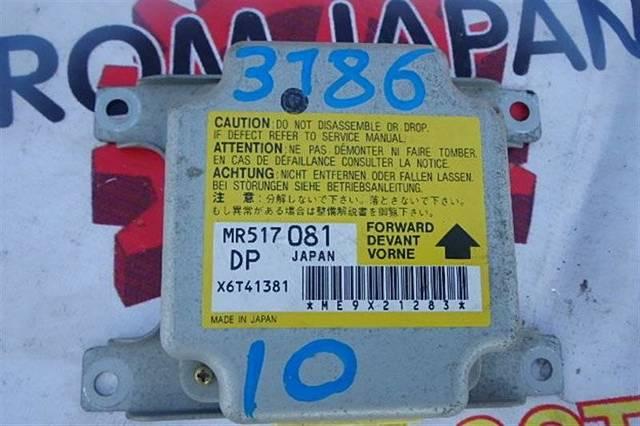 ROM JAPAN
3786
CAUTION: DO NOT DISASSEMBLE OR DROP.
IF DEFECT REFER TO SERVICE MANUAL.
ATTENTION: NE PAS DÉMONTER NI FAIRE TOMBER.
EN CAS DE DÉFAILLANCE CONSULTER LA NOTICE.
ACHTUNG: NICHT ENTFERNEN ODER FALLEN LASSEN.
BEI STÖRUNGEN SIEHE BETRIEBSANLEITUNG.
注 意:分解しないで下さい。落とさないで下さい。
もし異常がある場合は整備解説書を御覧下さい。
MR517 081
DP JAPAN
X6T41381
FORWARD
DEVANT
VORNE
*ME9X21283*
MADE IN JAPAN
10